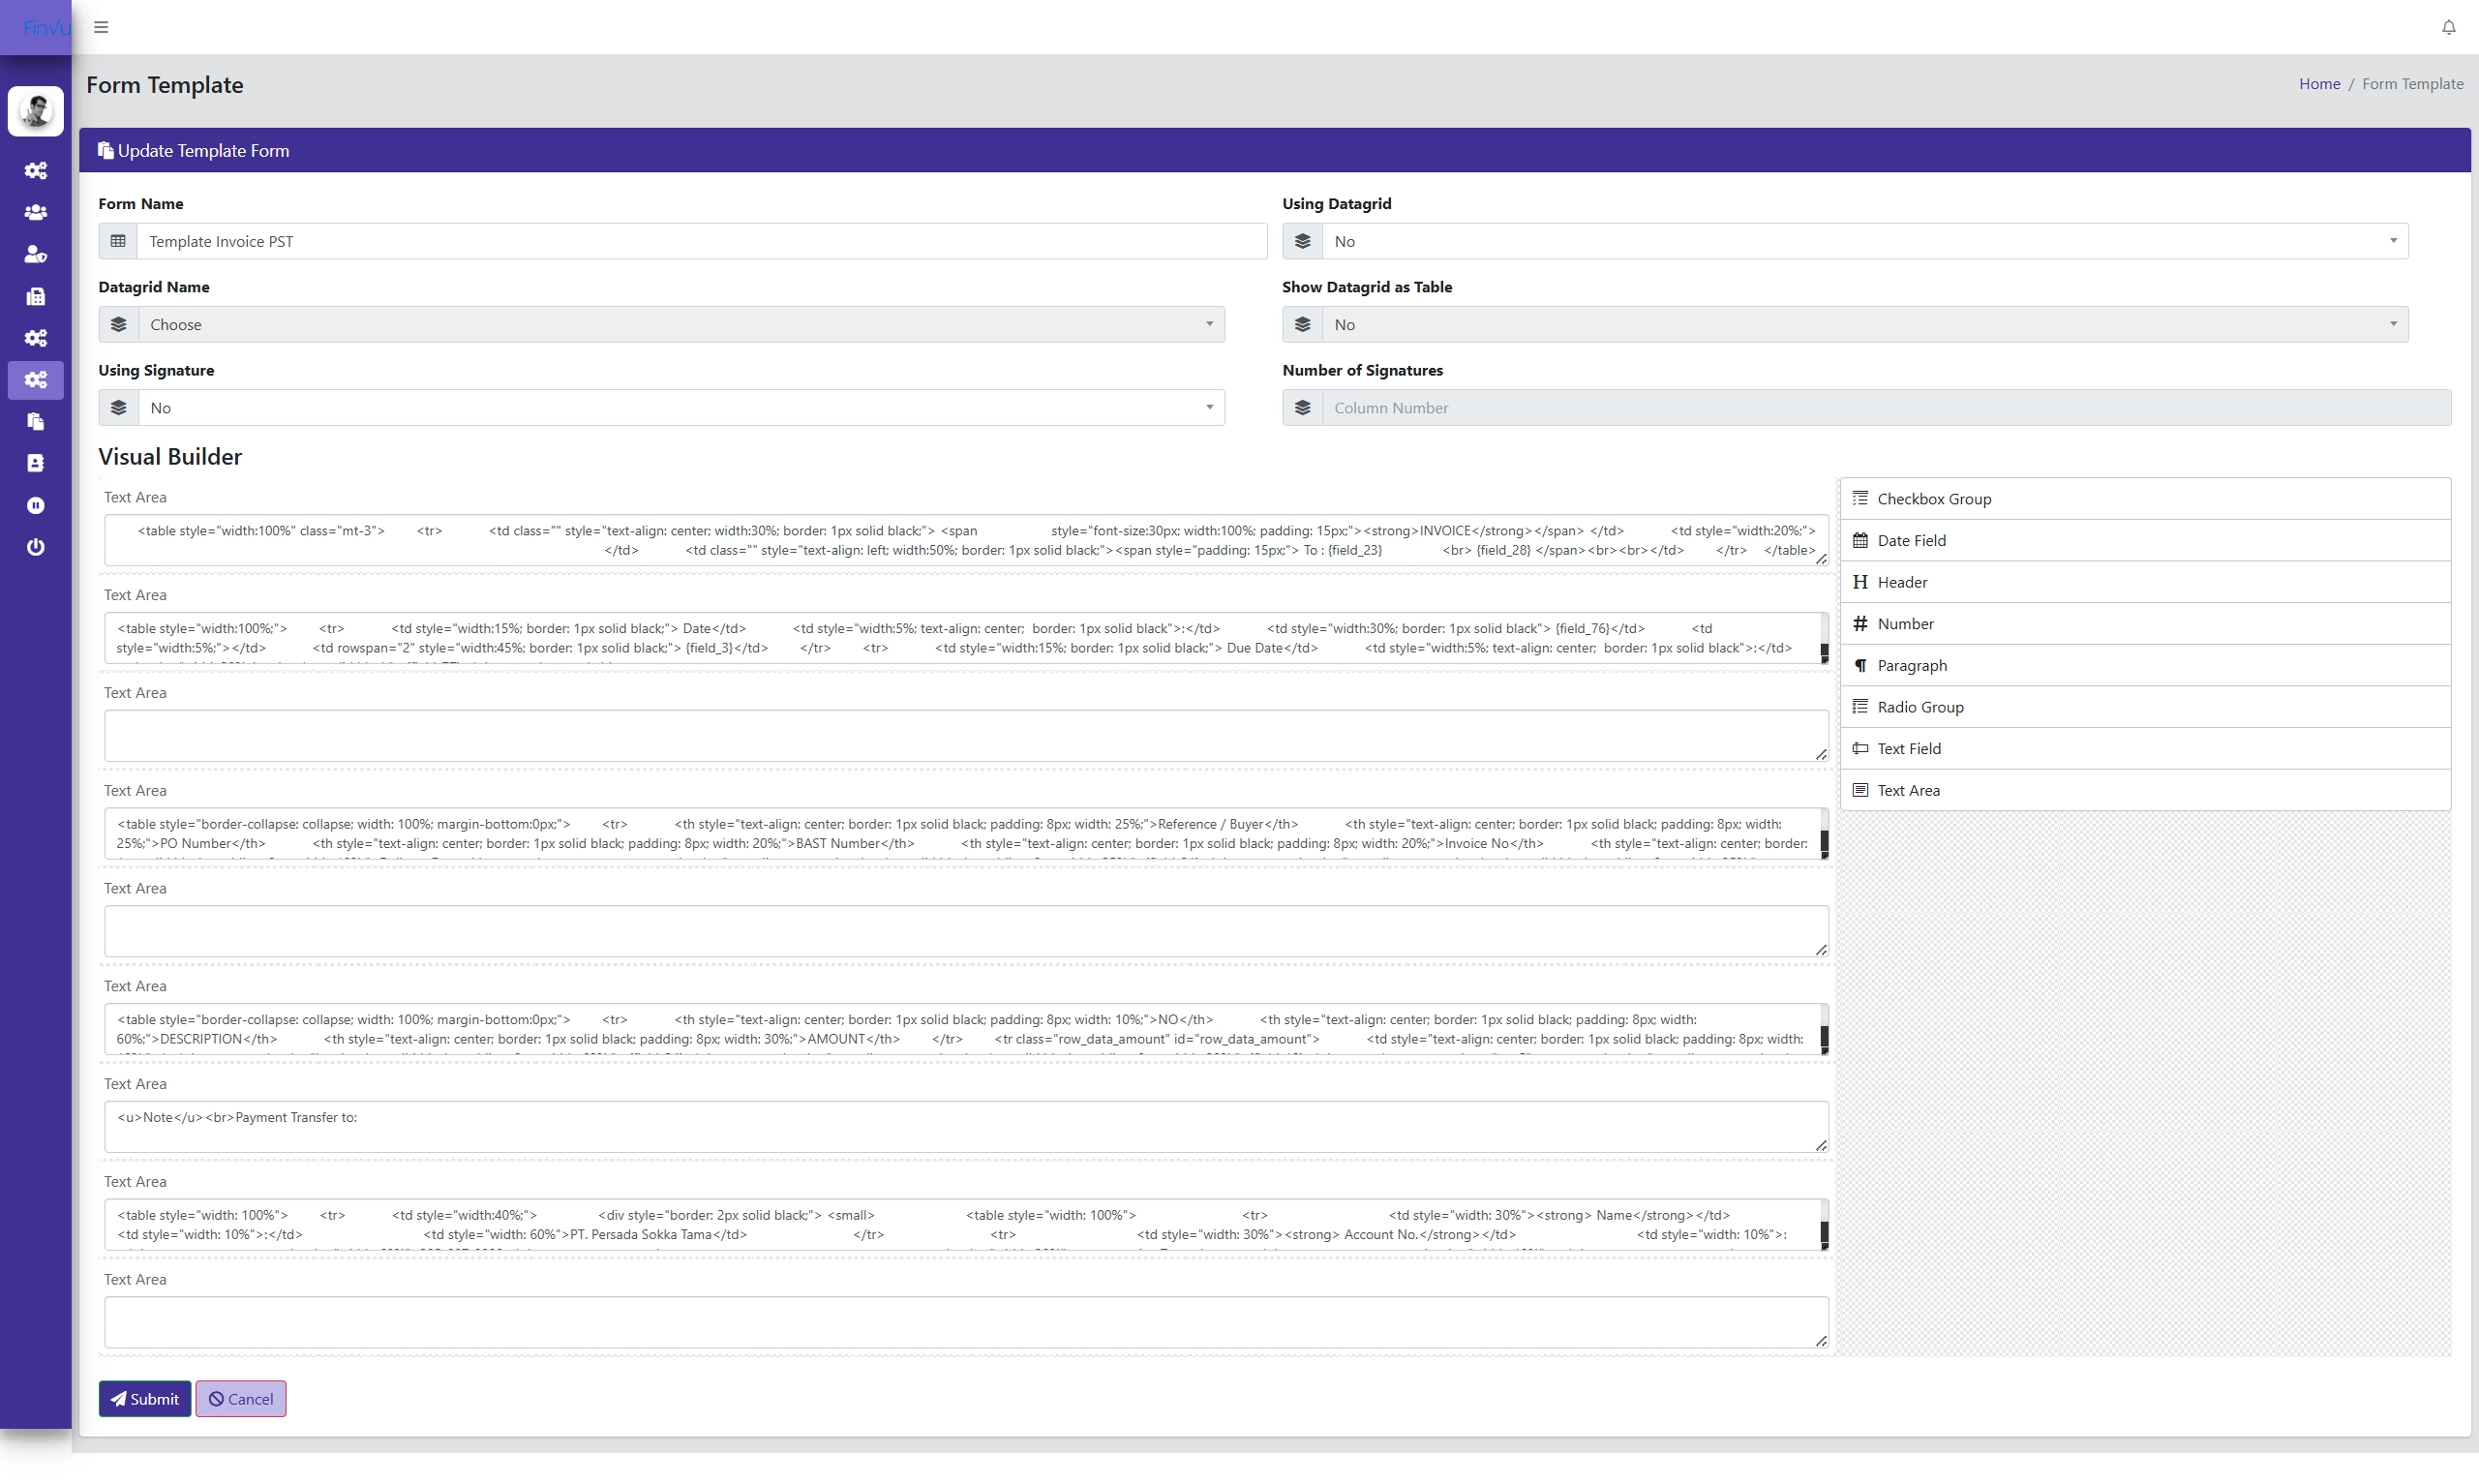 Finvu
Form Template
Home / Form Template
Update Template Form
Form Name
Using Datagrid
Template Invoice PST
No
Datagrid Name
Show Datagrid as Table
Choose
No
Using Signature
Number of Signatures
No
Column Number
Visual Builder
Text Area
<table style="width:100%" class="mt-3"> <tr> <td class="" style="text-align: center; width:30%; border: 1px solid black;"> <span style="font-size:30px; width:100%; padding: 15px;"><strong>INVOICE</strong></span> </td> <td style="width:20%;">
</td> <td class="" style="text-align: left; width:50%; border: 1px solid black;"><span style="padding: 15px;"> To : {field_23} <br> {field_28} </span><br><br></td> </tr> </table>
Text Area
<table style="width:100%;"> <tr> <td style="width:15%; border: 1px solid black;"> Date</td> <td style="width:5%; text-align: center; border: 1px solid black">:</td> <td style="width:30%; border: 1px solid black"> {field_76}</td> <td
style="width:5%;"></td> <td rowspan="2" style="width:45%; border: 1px solid black;"> {field_3}</td> </tr> <tr> <td style="width:15%; border: 1px solid black;"> Due Date</td> <td style="width:5%; text-align: center; border: 1px solid black">:</td>
Text Area
Text Area
<table style="border-collapse: collapse; width: 100%; margin-bottom:0px;"> <tr> <th style="text-align: center; border: 1px solid black; padding: 8px; width: 25%;">Reference / Buyer</th> <th style="text-align: center; border: 1px solid black; padding: 8px; width:
25%;">PO Number</th> <th style="text-align: center; border: 1px solid black; padding: 8px; width: 20%;">BAST Number</th> <th style="text-align: center; border: 1px solid black; padding: 8px; width: 20%;">Invoice No</th> <th style="text-align: center; border:
Text Area
Text Area
<table style="border-collapse: collapse; width: 100%; margin-bottom:0px;"> <tr> <th style="text-align: center; border: 1px solid black; padding: 8px; width: 10%;">NO</th> <th style="text-align: center; border: 1px solid black; padding: 8px; width:
60%;">DESCRIPTION</th> <th style="text-align: center; border: 1px solid black; padding: 8px; width: 30%;">AMOUNT</th> </tr> <tr class="row_data_amount" id="row_data_amount"> <td style="text-align: center; border: 1px solid black; padding: 8px; width:
Text Area
<u>Note</u><br>Payment Transfer to:
Text Area
<table style="width: 100%"> <tr> <td style="width:40%;"> <div style="border: 2px solid black;"> <small> <table style="width: 100%"> <tr> <td style="width: 30%"><strong> Name</strong></td>
<td style="width: 10%">:</td> <td style="width: 60%">PT. Persada Sokka Tama</td> </tr> <tr> <td style="width: 30%"><strong> Account No.</strong></td> <td style="width: 10%">:
Text Area
Checkbox Group
Date Field
Header
Number
Paragraph
Radio Group
Text Field
Text Area
Submit
Cancel